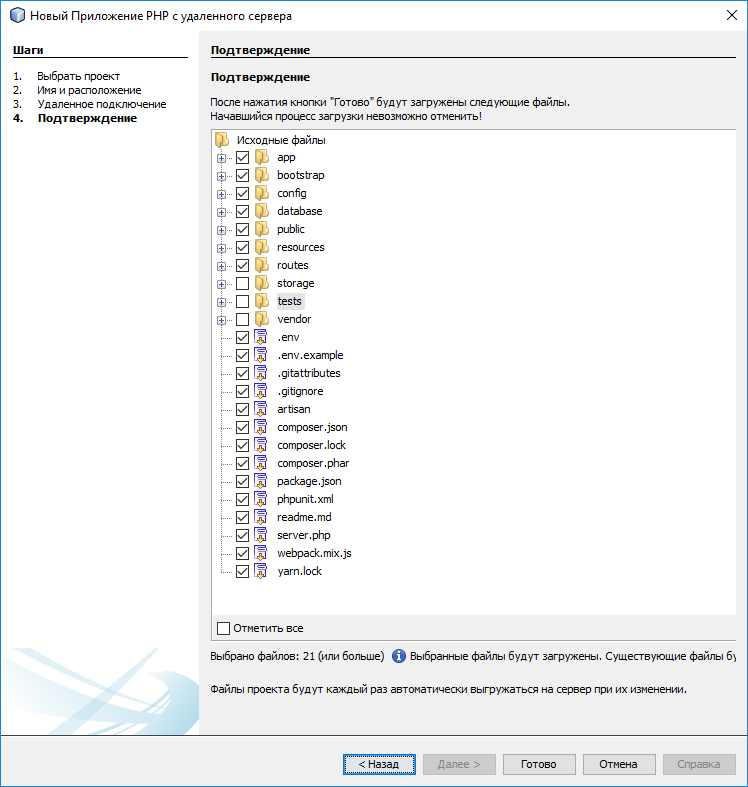 Новый Приложение PHP с удаленного сервера
Шаги
1. Выбрать проект
2. Имя и расположение
3. Удаленное подключение
4. Подтверждение
Подтверждение
Подтверждение
После нажатия кнопки "Готово" будут загружены следующие файлы.
Начавшийся процесс загрузки невозможно отменить!
Исходные файлы
app
bootstrap
config
database
public
resources
routes
storage
tests
vendor
.env
.env.example
.gitattributes
.gitignore
artisan
composer.json
composer.lock
composer.phar
package.json
phpunit.xml
readme.md
server.php
webpack.mix.js
yarn.lock
Отметить все
Выбрано файлов: 21 (или больше) Выбранные файлы будут загружены. Существующие файлы бу
Файлы проекта будут каждый раз автоматически выгружаться на сервер при их изменении.
< Назад Далее > Готово Отмена Справка